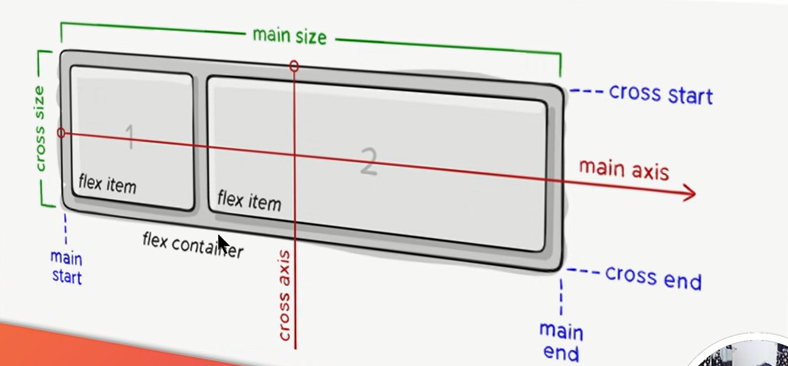 main size
cross start
cross size
1
2
main axis
flex item
flex item
flex container
cross axis
cross end
main
start
main
end